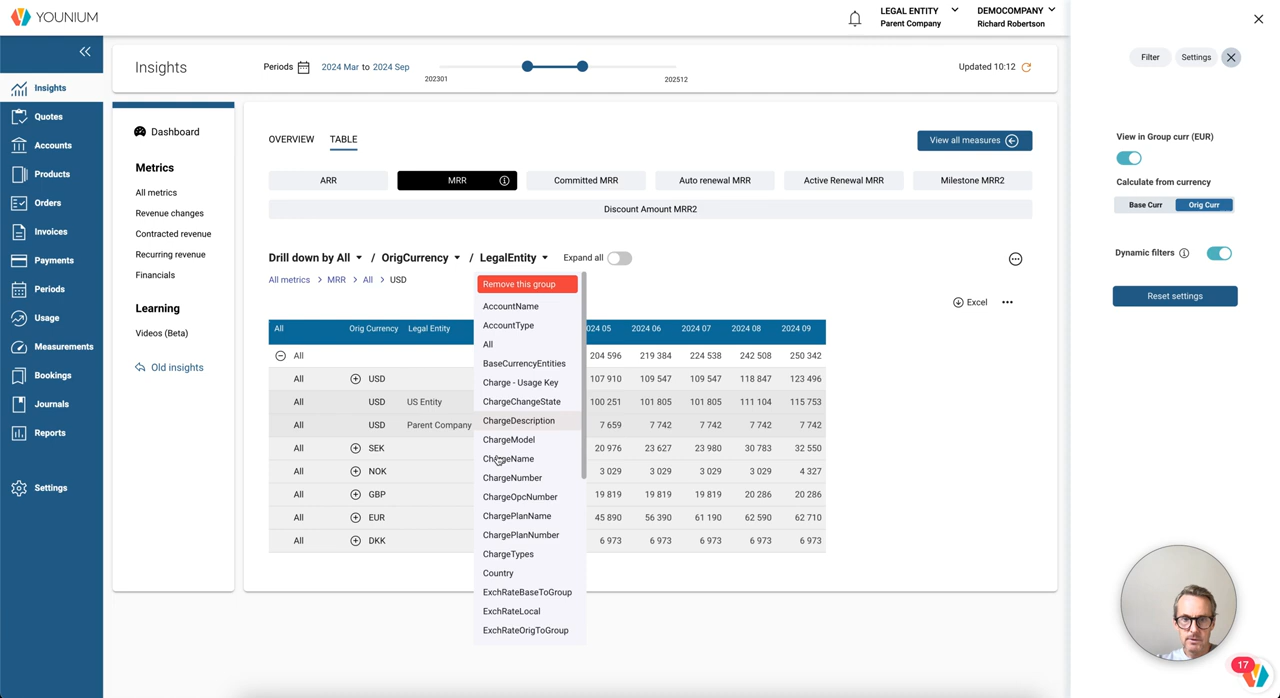 YOUNIUM
LEGAL ENTITY
Parent Company
DEMOCOMPANY
Richard Robertson
Insights
Quotes
Accounts
Products
Orders
Invoices
Payments
Periods
Usage
Measurements
Bookings
Journals
Reports
Settings
Insights
Periods
2024 Mar to 2024 Sep
202301
202512
Updated 10:12
Dashboard
Metrics
All metrics
Revenue changes
Contracted revenue
Recurring revenue
Financials
Learning
Videos (Beta)
Old insights
OVERVIEW TABLE
View all measures
ARR MRR Committed MRR Auto renewal MRR Active Renewal MRR Milestone MRR2
Discount Amount MRR2
Drill down by All / OrigCurrency / LegalEntity Expand all
All metrics > MRR > All > USD
Excel
All Orig Currency Legal Entity 2024 05 2024 06 2024 07 2024 08 2024 09
All 204 596 219 384 224 538 242 508 250 342
All USD 107 910 109 547 109 547 118 847 123 496
All USD US Entity 100 251 101 805 101 805 111 104 115 753
All USD Parent Company 7 659 7 742 7 742 7 742 7 742
All SEK 20 976 23 627 23 980 30 783 32 550
All NOK 3 029 3 029 3 029 3 029 4 327
All GBP 19 819 19 819 19 819 20 286 20 286
All EUR 45 890 56 390 61 190 62 590 62 710
All DKK 6 973 6 973 6 973 6 973 6 973
Remove this group
AccountName
AccountType
All
BaseCurrencyEntities
Charge - Usage Key
ChargeChangeState
ChargeDescription
ChargeModel
ChargeName
ChargeNumber
ChargeOpcNumber
ChargePlanName
ChargePlanNumber
ChargeTypes
Country
ExchRateBaseToGroup
ExchRateLocal
ExchRateOrigToGroup
Filter
Settings
View in Group curr (EUR)
Calculate from currency
Base Curr Orig Curr
Dynamic filters
Reset settings
17